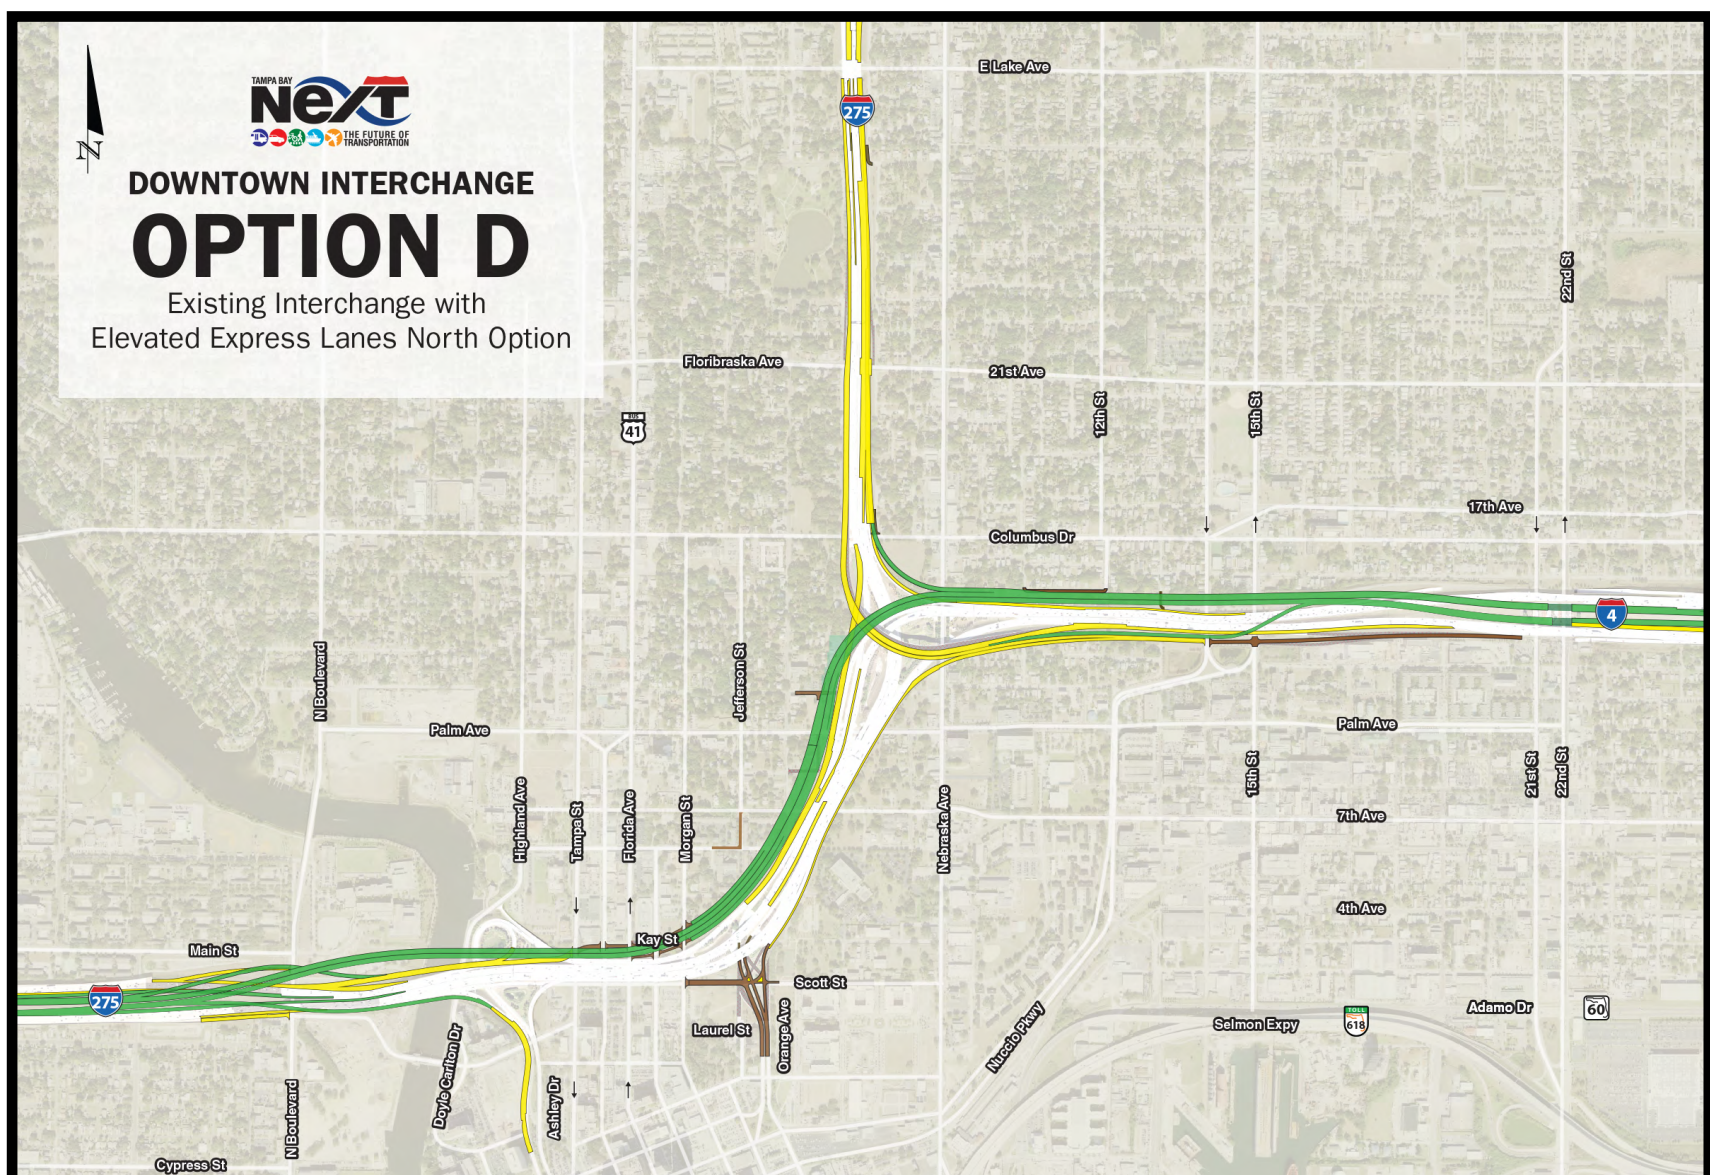 TAMPA BAY
NeXT
THE FUTURE OF
TRANSPORTATION
N
DOWNTOWN INTERCHANGE
OPTION D
Existing Interchange with
Elevated Express Lanes North Option
E Lake Ave
275
22nd St
Floribraska Ave
21st Ave
BUS
41
12th St
15th St
17th Ave
Columbus Dr
4
N Boulevard
Jefferson St
Palm Ave
Palm Ave
Highland Ave
Tampa St
Florida Ave
Morgan St
Nebraska Ave
15th St
21st St
22nd St
7th Ave
4th Ave
Main St
Kay St
275
Scott St
Laurel St
Orange Ave
Nuccio Pkwy
Selmon Expy
TOLL
618
Adamo Dr
60
Doyle Carlton Dr
Ashley Dr
N Boulevard
Cypress St